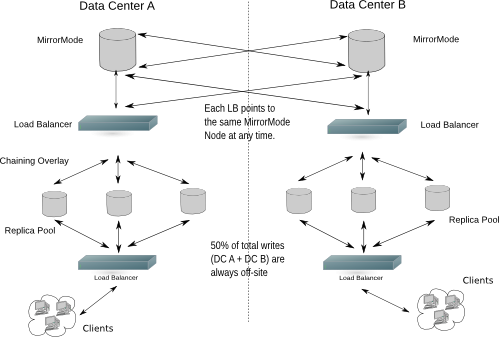 Data Center A
Data Center B
MirrorMode
MirrorMode
Each LB points to
the same MirrorMode
Node at any time.
Load Balancer
Load Balancer
Chaining Overlay
Replica Pool
Replica Pool
50% of total writes
(DC A + DC B) are
always off-site
Load Balancer
Load Balancer
Clients
Clients